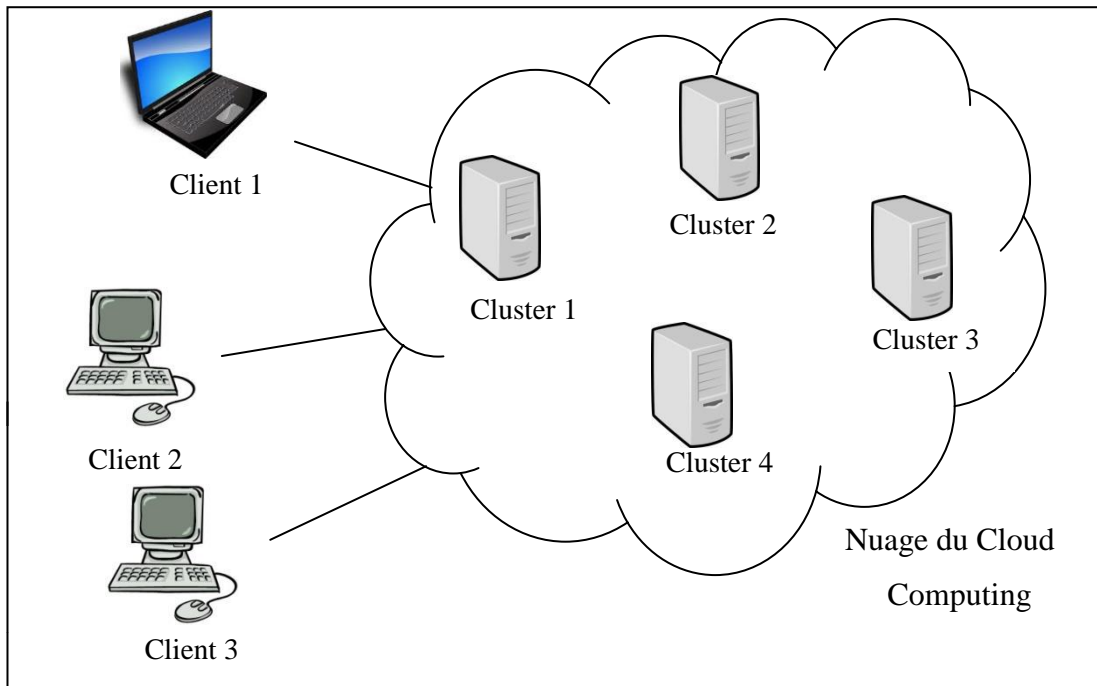 Client 1
Cluster 2
Cluster 1
Cluster 3
Client 2
Cluster 4
Nuage du Cloud
Computing
Client 3